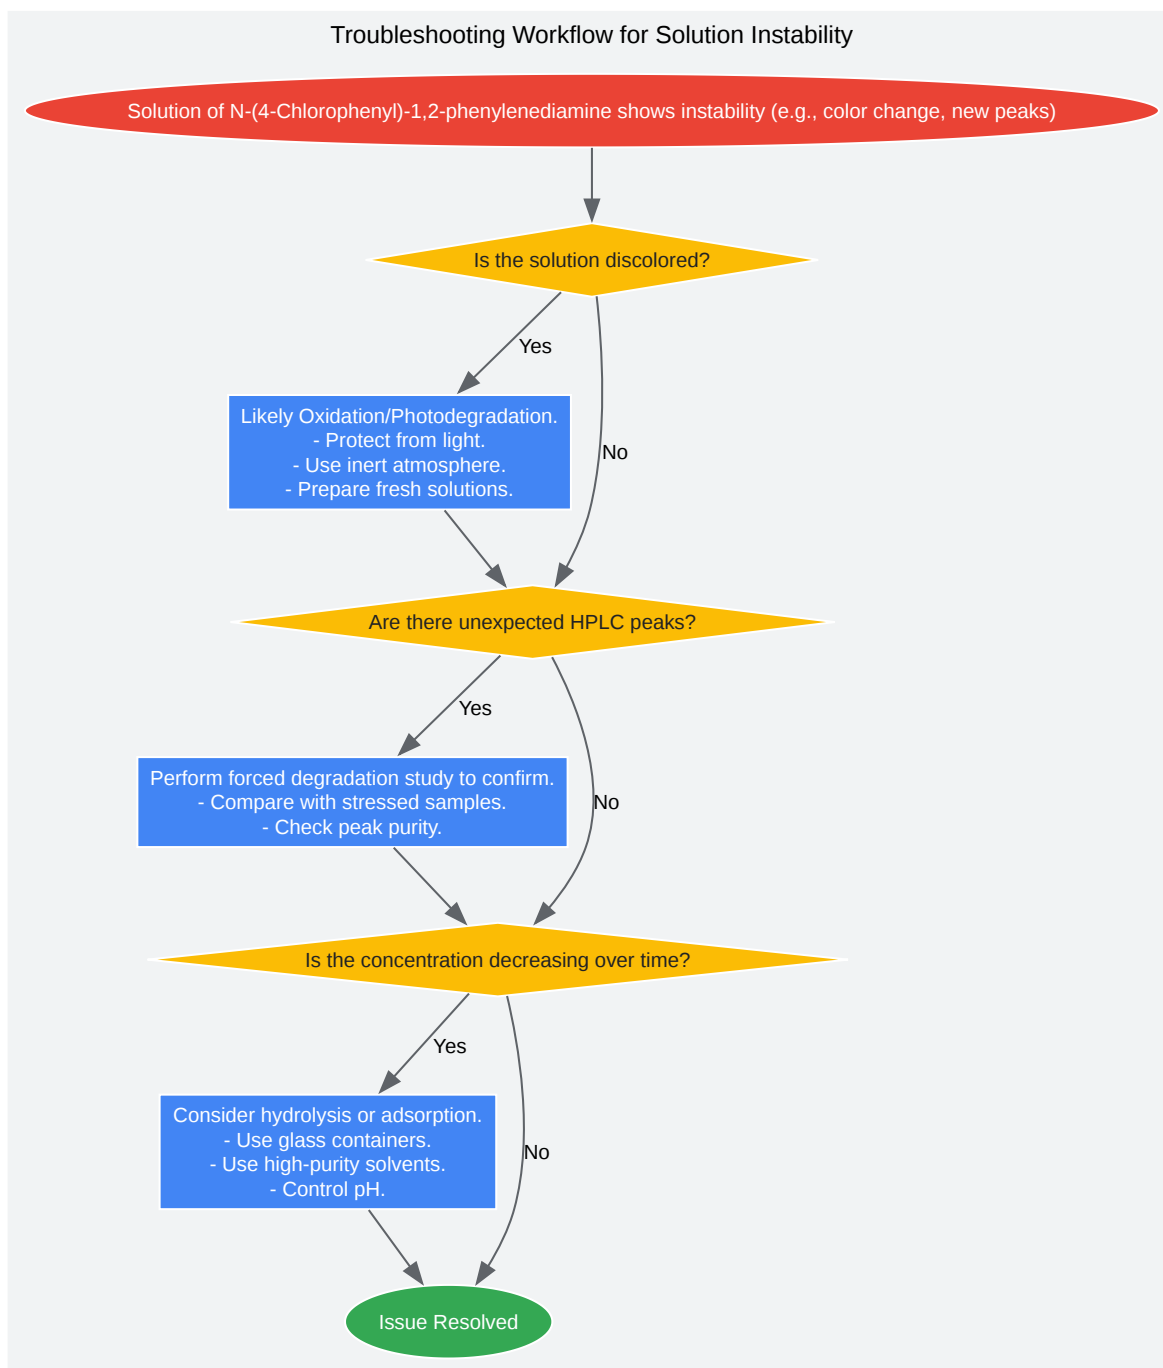 Troubleshooting Workflow for Solution Instability
Solution of N-(4-Chlorophenyl)-1,2-phenylenediamine shows instability (e.g., color change, new peaks)
Is the solution discolored?
Yes
Likely Oxidation/Photodegradation.
- Protect from light.
- Use inert atmosphere.
- Prepare fresh solutions.
No
Are there unexpected HPLC peaks?
Yes
Perform forced degradation study to confirm.
- Compare with stressed samples.
- Check peak purity.
No
Is the concentration decreasing over time?
Yes
Consider hydrolysis or adsorption.
- Use glass containers.
- Use high-purity solvents.
- Control pH.
No
Issue Resolved